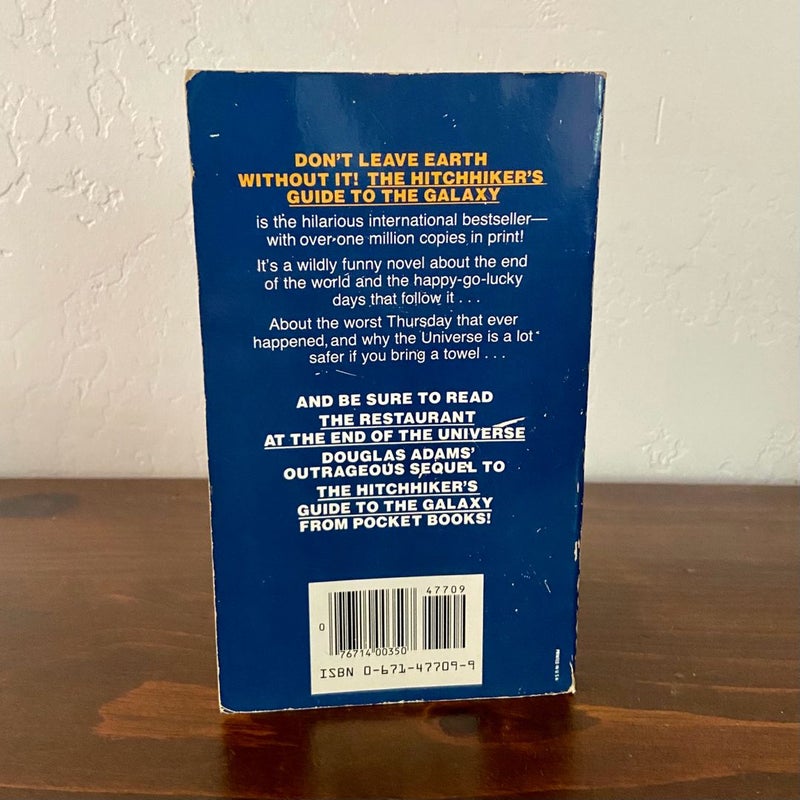 DON'T LEAVE EARTH
WITHOUT IT! THE HITCHHIKER'S
GUIDE TO THE GALAXY
is the hilarious international bestseller—
with over one million copies in print!
It's a wildly funny novel about the end
of the world and the happy-go-lucky
days that follow it . . .
About the worst Thursday that ever
happened, and why the Universe is a lot
safer if you bring a towel . . .
AND BE SURE TO READ
THE RESTAURANT
AT THE END OF THE UNIVERSE
DOUGLAS ADAMS'
OUTRAGEOUS SEQUEL TO
THE HITCHHIKER'S
GUIDE TO THE GALAXY
FROM POCKET BOOKS!
47709
0
76714 00350
ISBN 0-671-47709-9
PRINTED IN U.S.A.